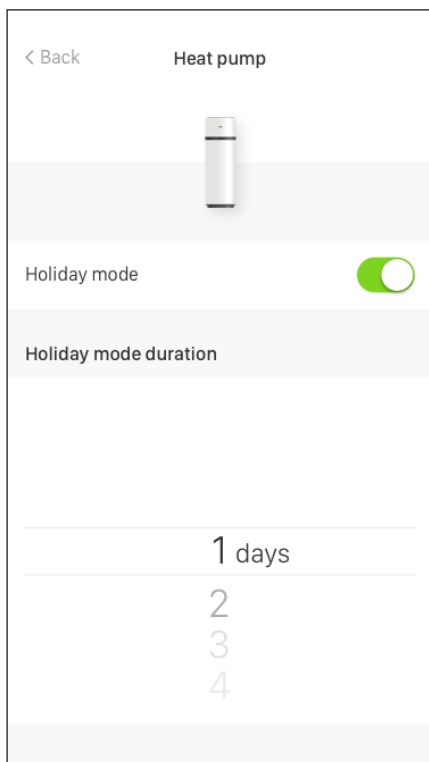 < Back Heat pump
Holiday mode
Holiday mode duration
1 days
2
3
4